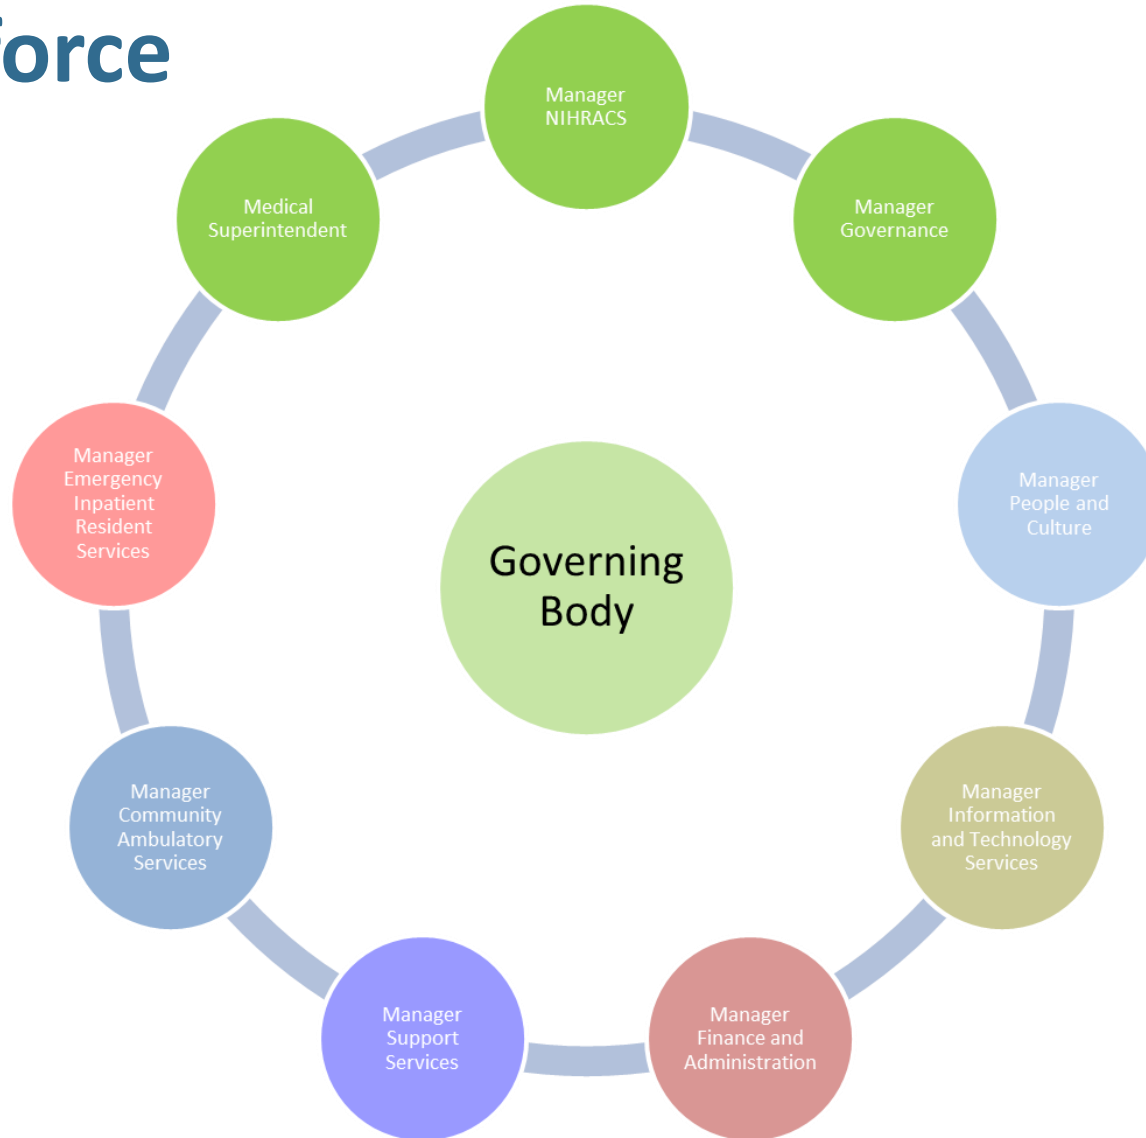 force
Manager
NIHRACS
Manager
Governance
Manager
People and
Culture
Manager
Information
and Technology
Services
Manager
Finance and
Administration
Manager
Support
Services
Manager
Community
Ambulatory
Services
Manager
Emergency
Inpatient
Resident
Services
Medical
Superintendent
Governing
Body